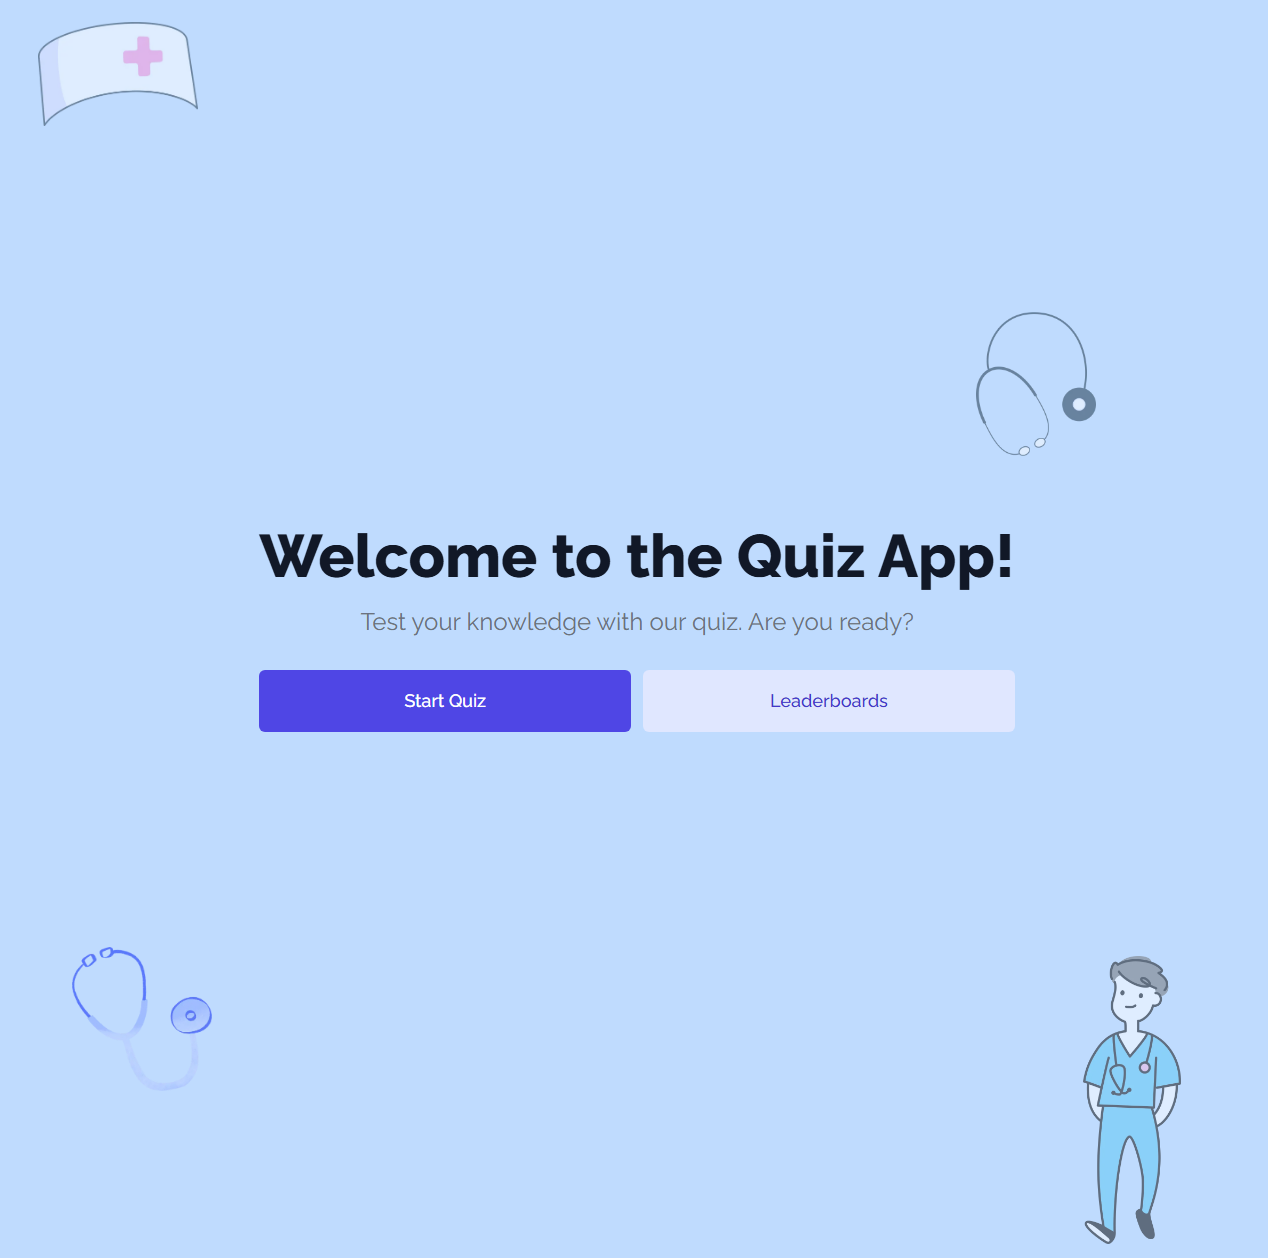 Welcome to the Quiz App!
Test your knowledge with our quiz. Are you ready?
Start Quiz
Leaderboards